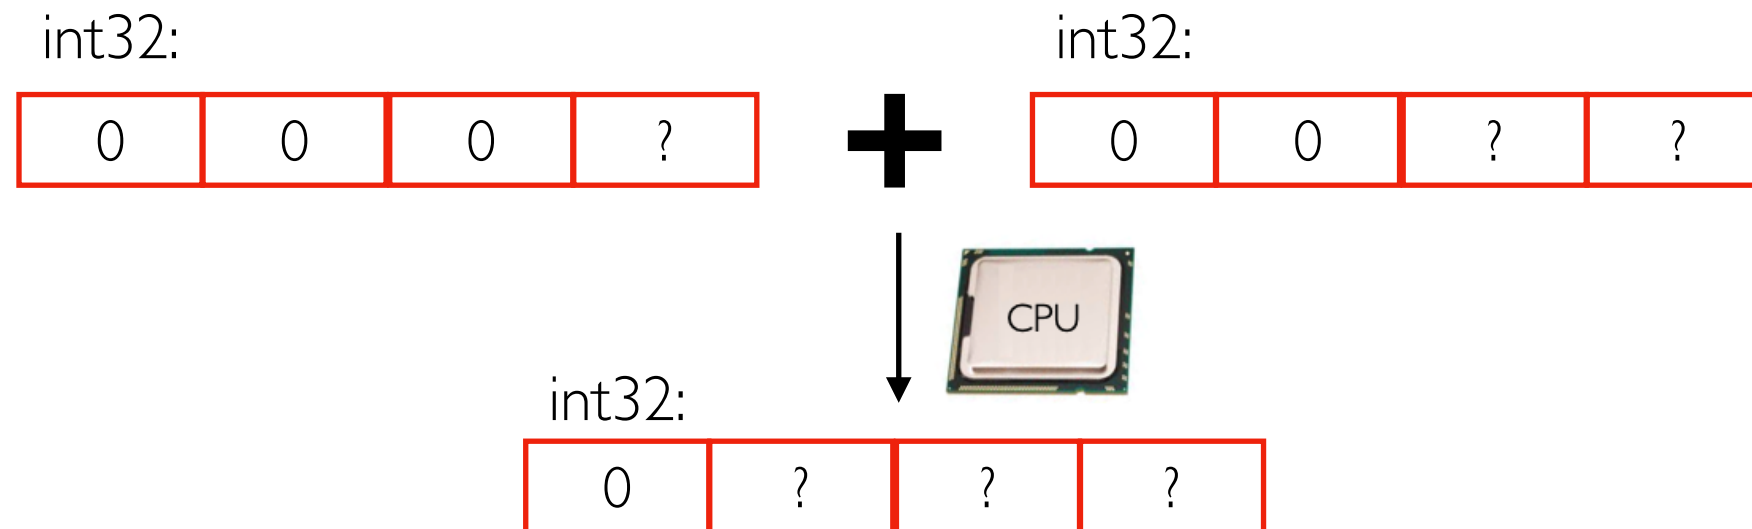 int32: int32:
0 0 0 ? + 0 0 ? ?
CPU
int32:
0 ? ? ?